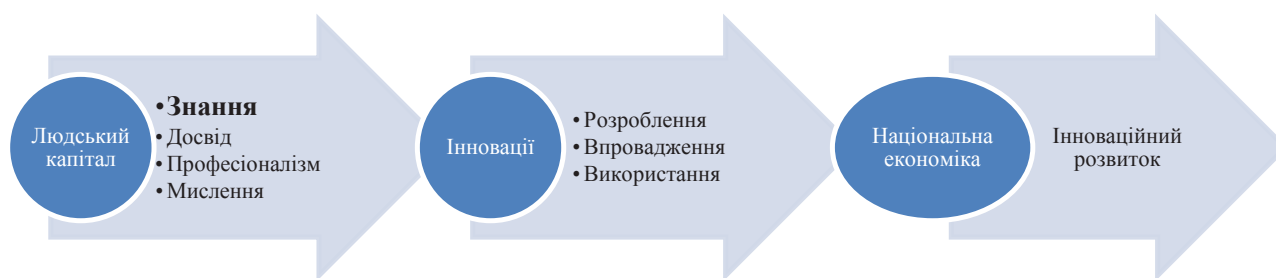 Людський
капітал
•Знання
•Досвід
•Професіоналізм
•Мислення
Інновації
•Розроблення
•Впровадження
•Використання
Національна
економіка
Інноваційний
розвиток